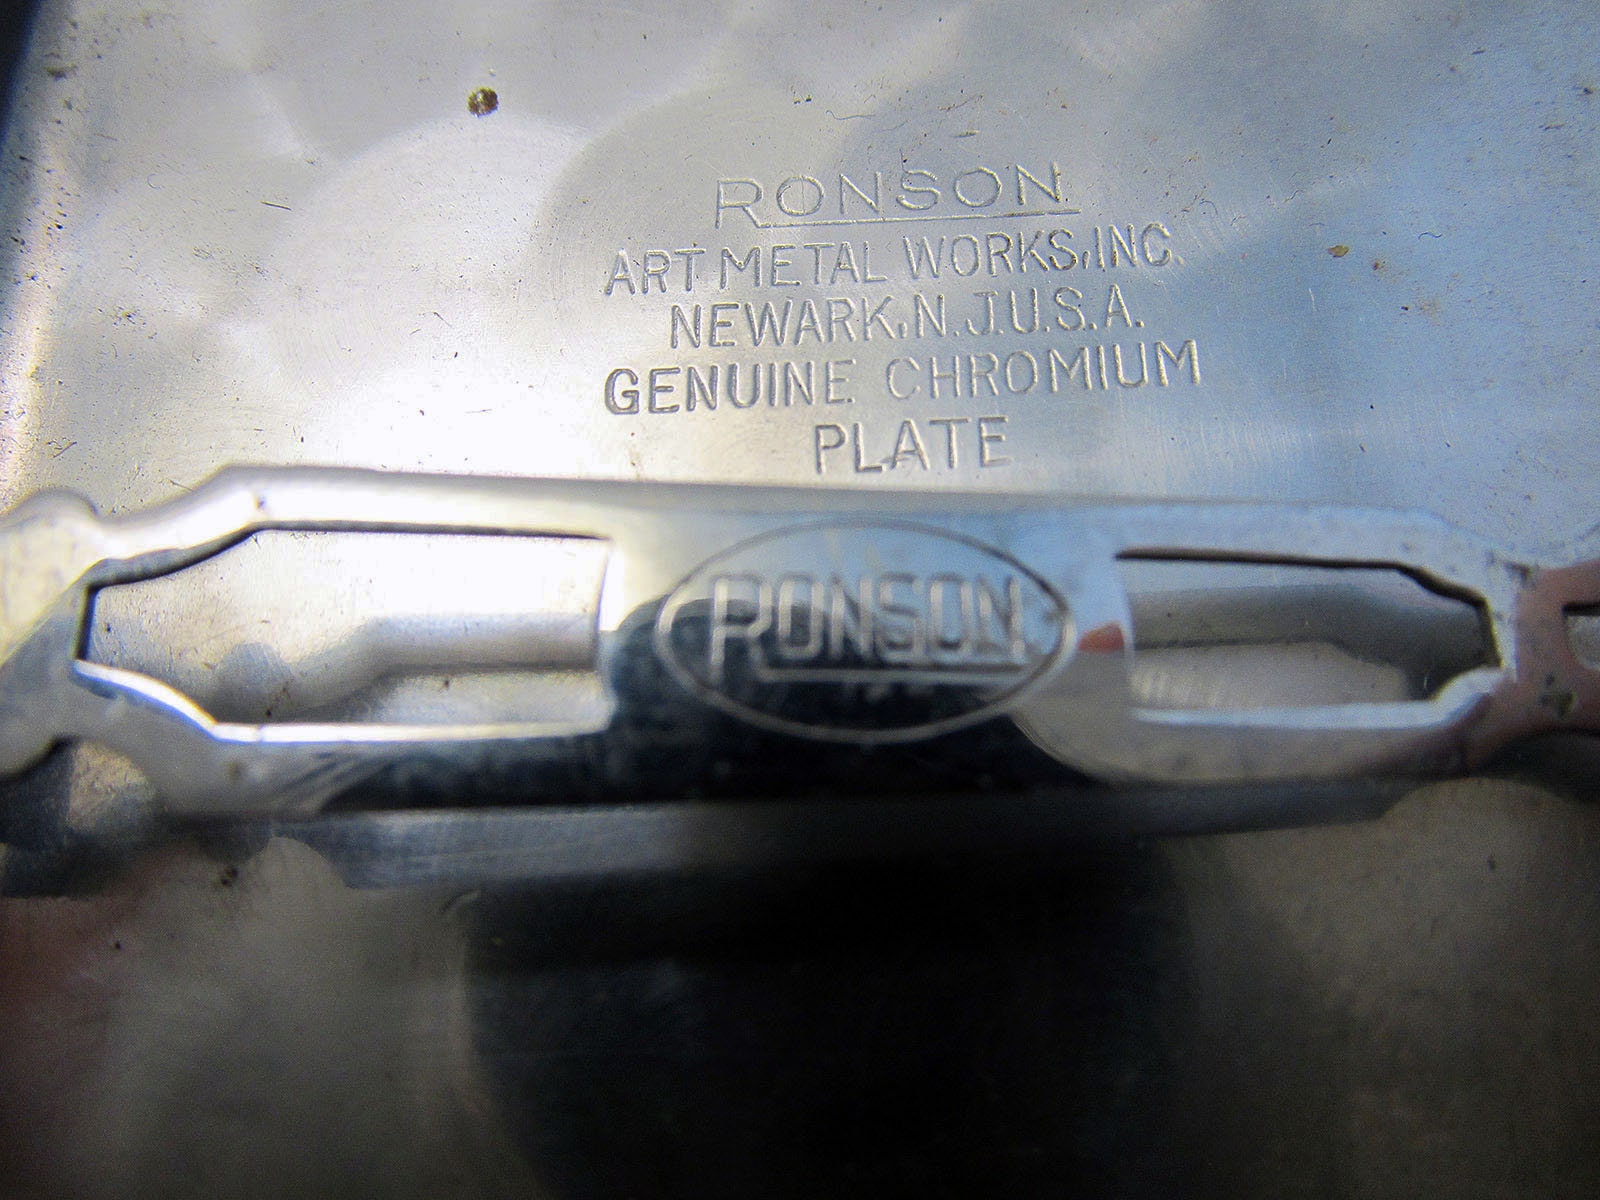 RONSON
ART METAL WORKS, INC.
NEWARK, N. J. U. S. A.
GENUINE CHROMIUM
PLATE
RONSON